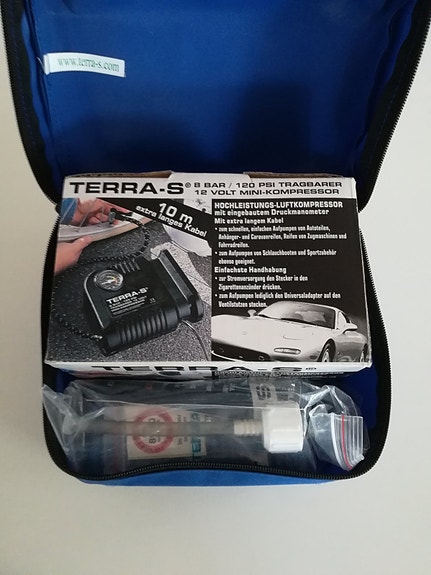 www.terra-s.com
TERRA-S® 8 BAR / 120 PSI TRAGBARER
12 VOLT MINI-KOMPRESSOR
10 m
extra langes Kabel
HOCHLEISTUNGS-LUFTKOMPRESSOR
mit eingebautem Druckmanometer
Mit extra langem Kabel
• zum schnellen, einfachen Aufpumpen von Autoteilen,
Anhänger- und Caravanreifen, Reifen von Zugmaschinen und
Fahrradreifen.
• zum Aufpumpen von Schlauchbooten und Sportzubehör
ebenso geeignet.
Einfachste Handhabung
• zur Stromversorgung den Stecker in den
Zigarettenanzünder drücken.
• zum Aufpumpen lediglich den Universaladapter auf den
Ventilstutzen stecken.
TERRA-S®